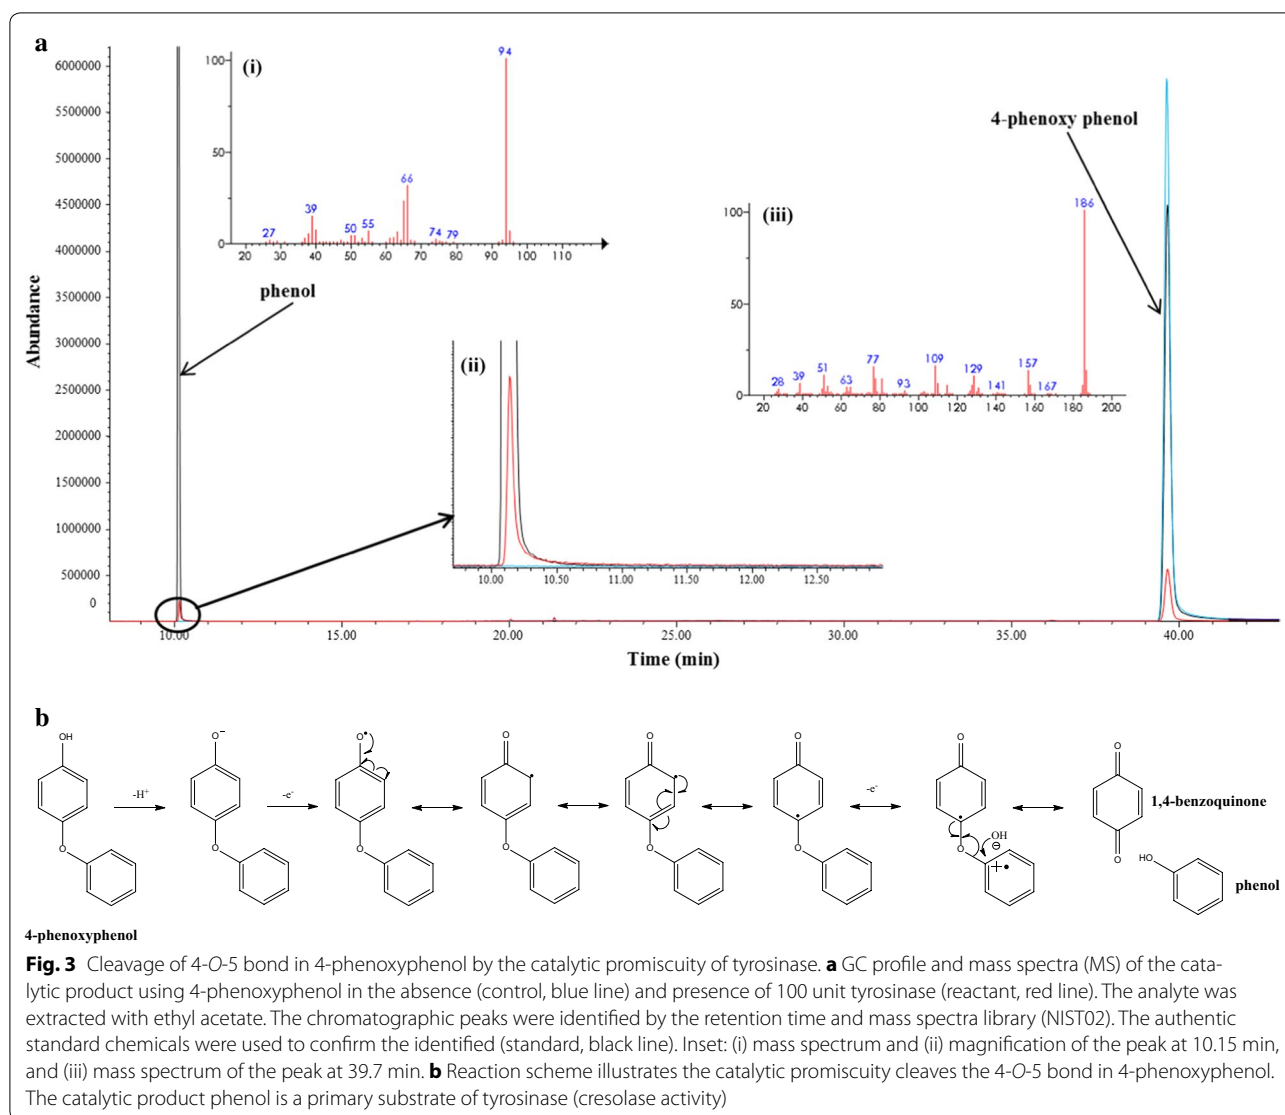 a
6000000
5500000
5000000
4500000
4000000
3500000
3000000
2500000
2000000
1500000
1000000
500000
0
Abundance
10.00 15.00 20.00 25.00 30.00 35.00 40.00
Time (min)
phenol
4-phenoxy phenol
(i)
100
50
0
27 39 50 55 66 74 79 94
20 30 40 50 60 70 80 90 100 110
(ii)
10.00 10.50 11.00 11.50 12.00 12.50
(iii)
100
50
0
28 39 51 63 77 93 109 129 141 157 167 186
20 40 60 80 100 120 140 160 180 200
b
OH O⁻ O• O O O O O
-H⁺ -e⁻ -e⁻
O O O O O O O O
OH
⊖
+•
HO
1,4-benzoquinone
phenol
4-phenoxyphenol
Fig. 3 Cleavage of 4-O-5 bond in 4-phenoxyphenol by the catalytic promiscuity of tyrosinase. a GC profile and mass spectra (MS) of the cata-
lytic product using 4-phenoxyphenol in the absence (control, blue line) and presence of 100 unit tyrosinase (reactant, red line). The analyte was
extracted with ethyl acetate. The chromatographic peaks were identified by the retention time and mass spectra library (NIST02). The authentic
standard chemicals were used to confirm the identified (standard, black line). Inset: (i) mass spectrum and (ii) magnification of the peak at 10.15 min,
and (iii) mass spectrum of the peak at 39.7 min. b Reaction scheme illustrates the catalytic promiscuity cleaves the 4-O-5 bond in 4-phenoxyphenol.
The catalytic product phenol is a primary substrate of tyrosinase (cresolase activity)